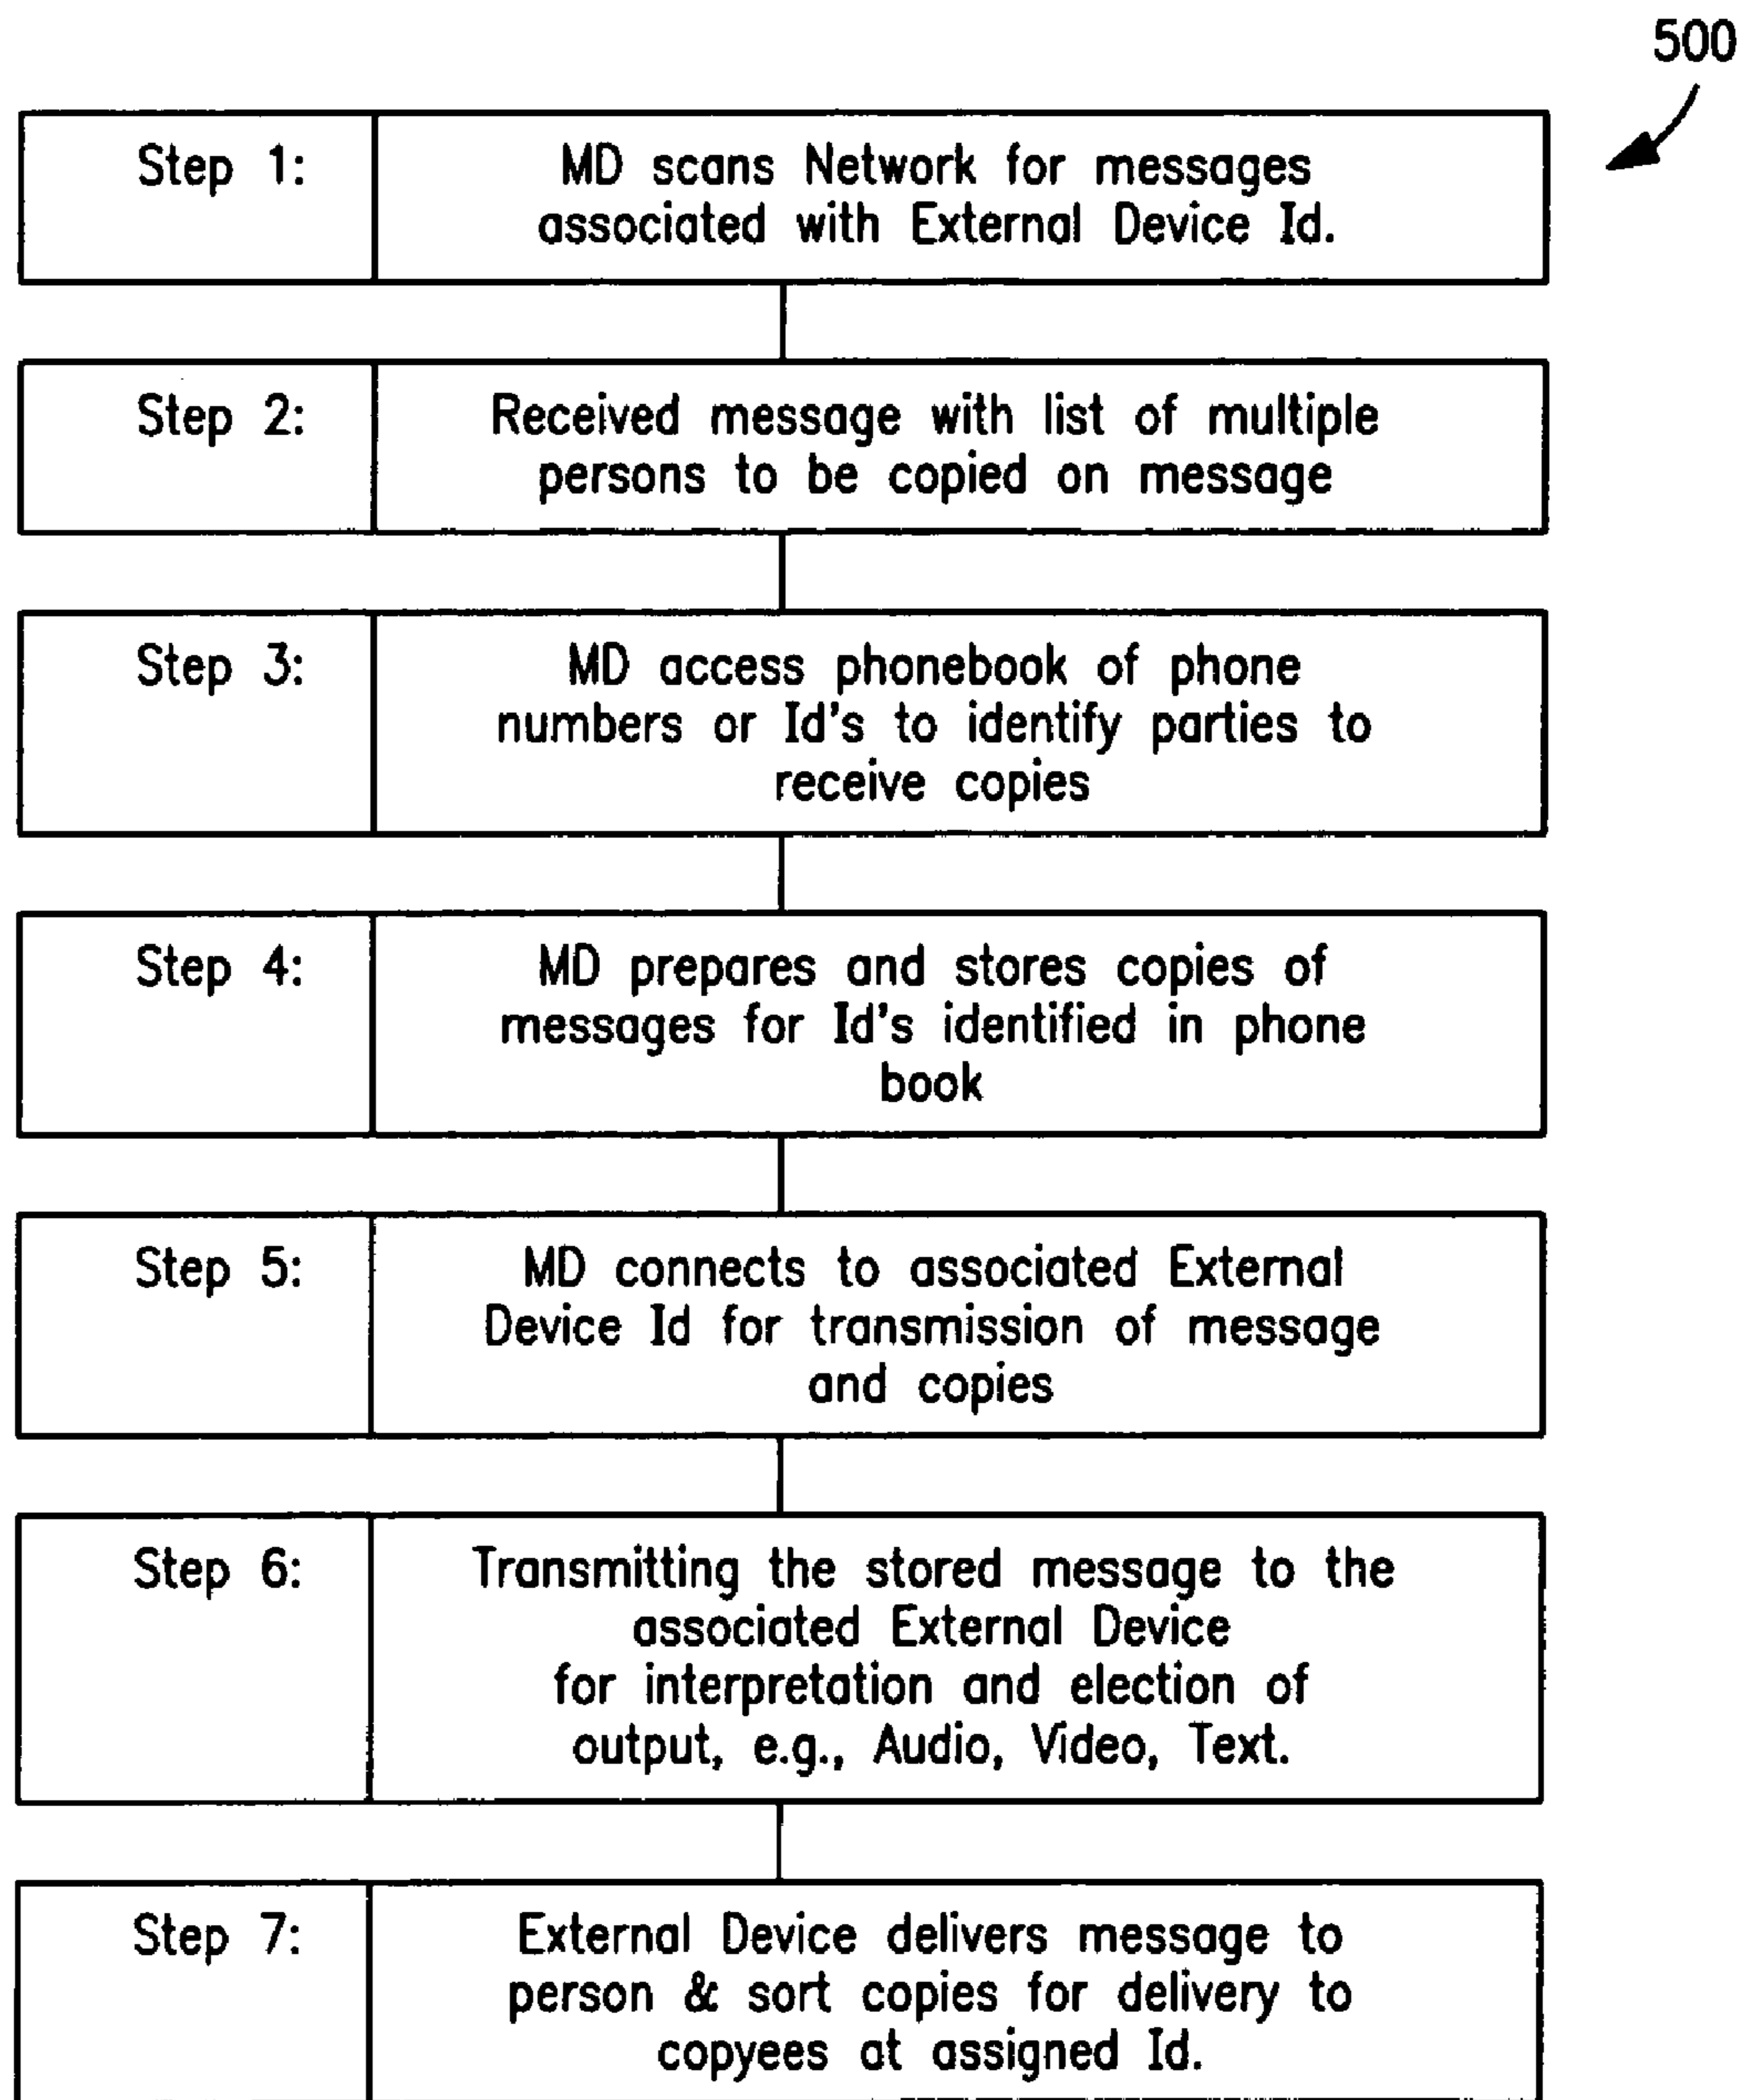 500
Step 1: MD scans Network for messages
associated with External Device Id.
Step 2: Received message with list of multiple
persons to be copied on message
Step 3: MD access phonebook of phone
numbers or Id's to identify parties to
receive copies
Step 4: MD prepares and stores copies of
messages for Id's identified in phone
book
Step 5: MD connects to associated External
Device Id for transmission of message
and copies
Step 6: Transmitting the stored message to the
associated External Device
for interpretation and election of
output, e.g., Audio, Video, Text.
Step 7: External Device delivers message to
person & sort copies for delivery to
copyees at assigned Id.